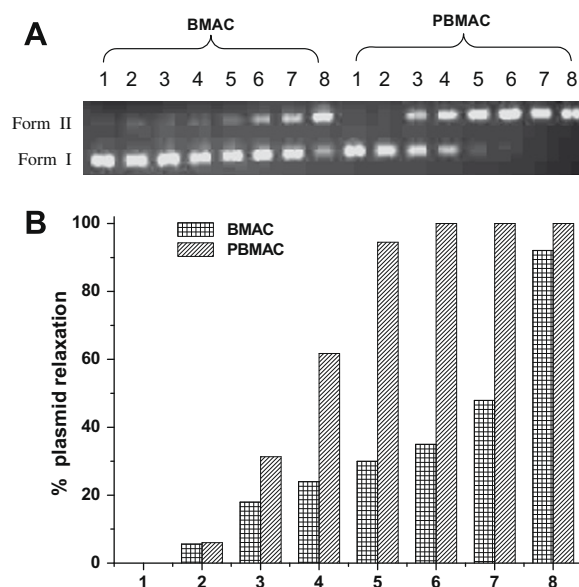 A
BMAC
PBMAC
1 2 3 4 5 6 7 8 1 2 3 4 5 6 7 8
Form II
Form I
B
BMAC
PBMAC
% plasmid relaxation
100
80
60
40
20
0
1 2 3 4 5 6 7 8